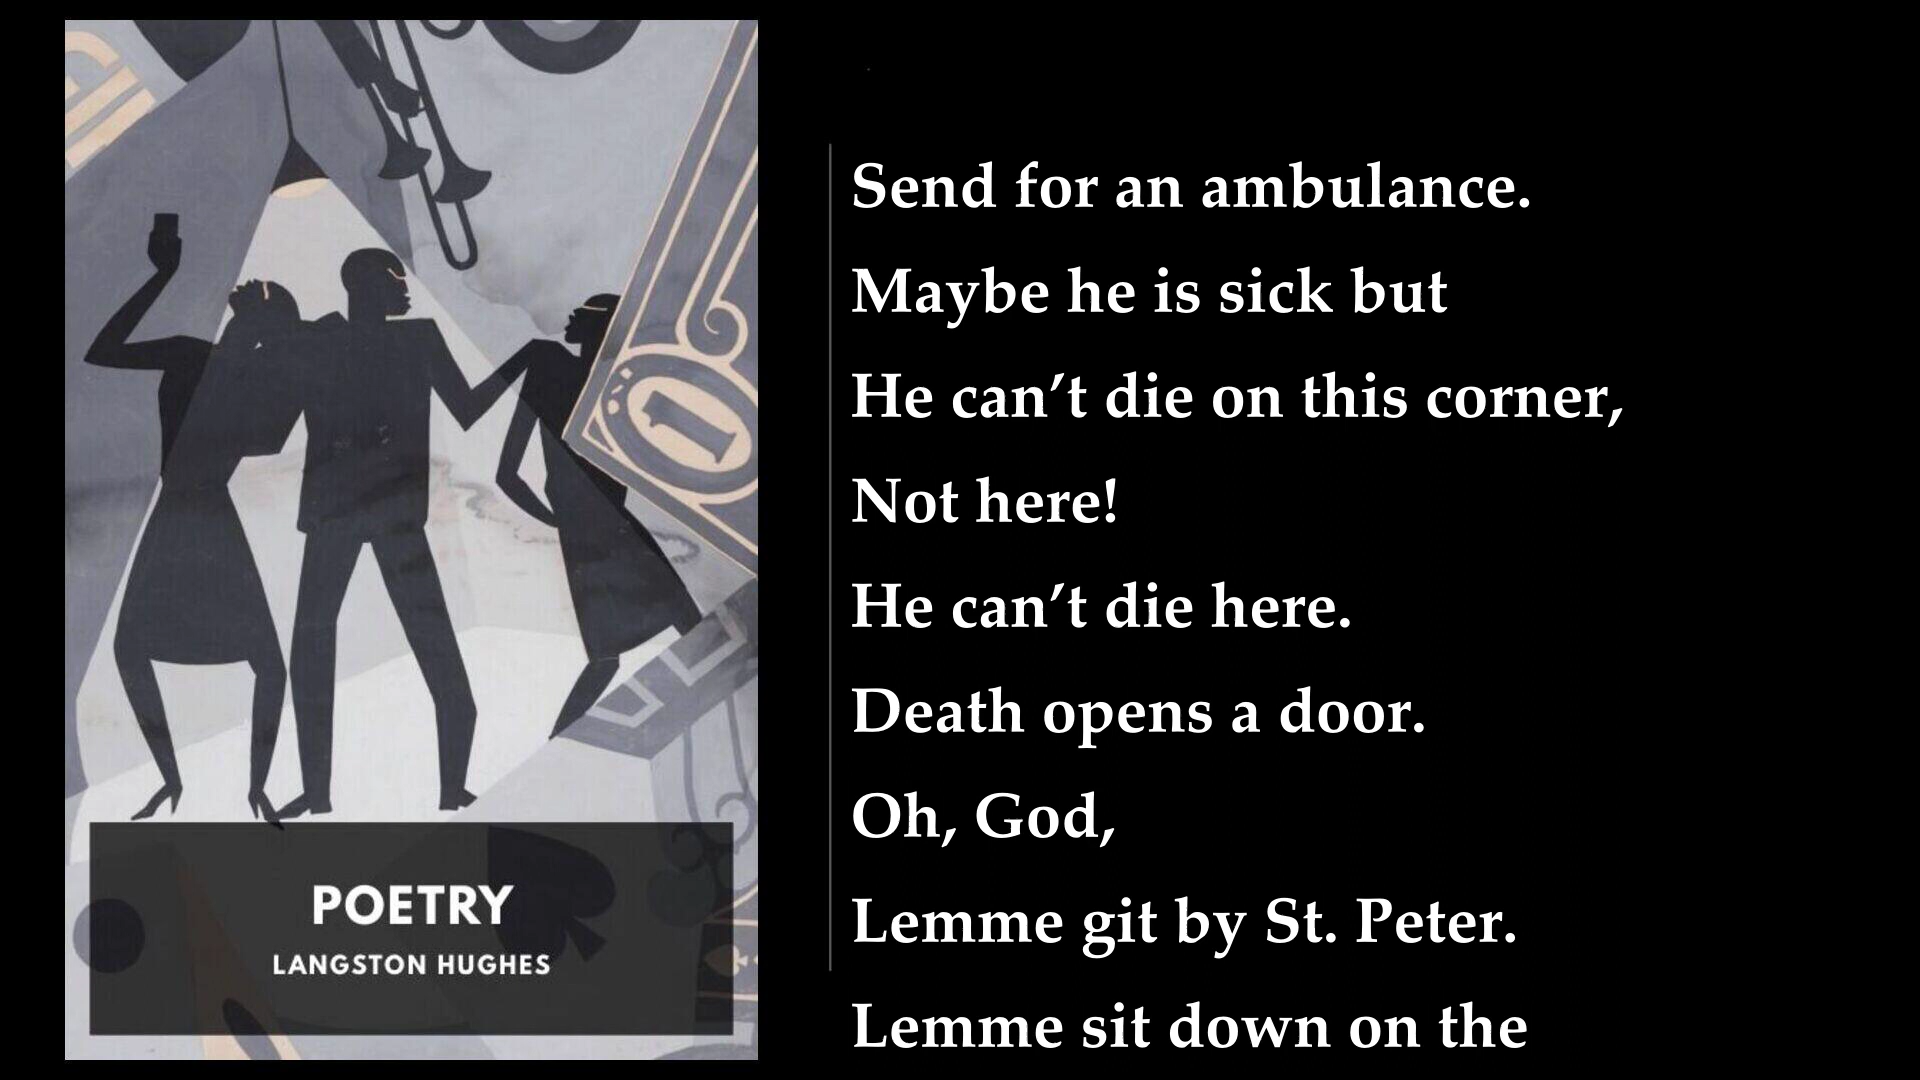 POETRY
LANGSTON HUGHES
Send for an ambulance.
Maybe he is sick but
He can’t die on this corner,
Not here!
He can’t die here.
Death opens a door.
Oh, God,
Lemme git by St. Peter.
Lemme sit down on the